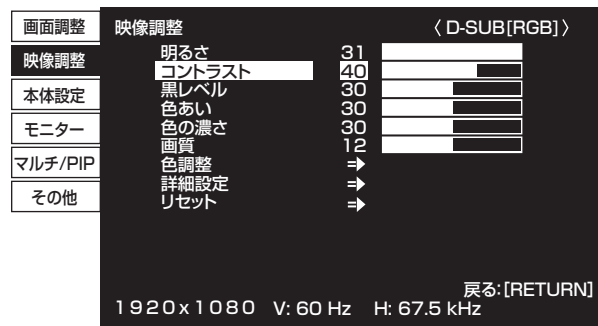 画面調整
映像調整
本体設定
モニター
マルチ/PIP
その他
映像調整 〈D-SUB[RGB]〉
明るさ 31
コントラスト 40
黒レベル 30
色あい 30
色の濃さ 30
画質 12
色調整
詳細設定
リセット
戻る:[RETURN]
1920x1080 V: 60 Hz H: 67.5 kHz